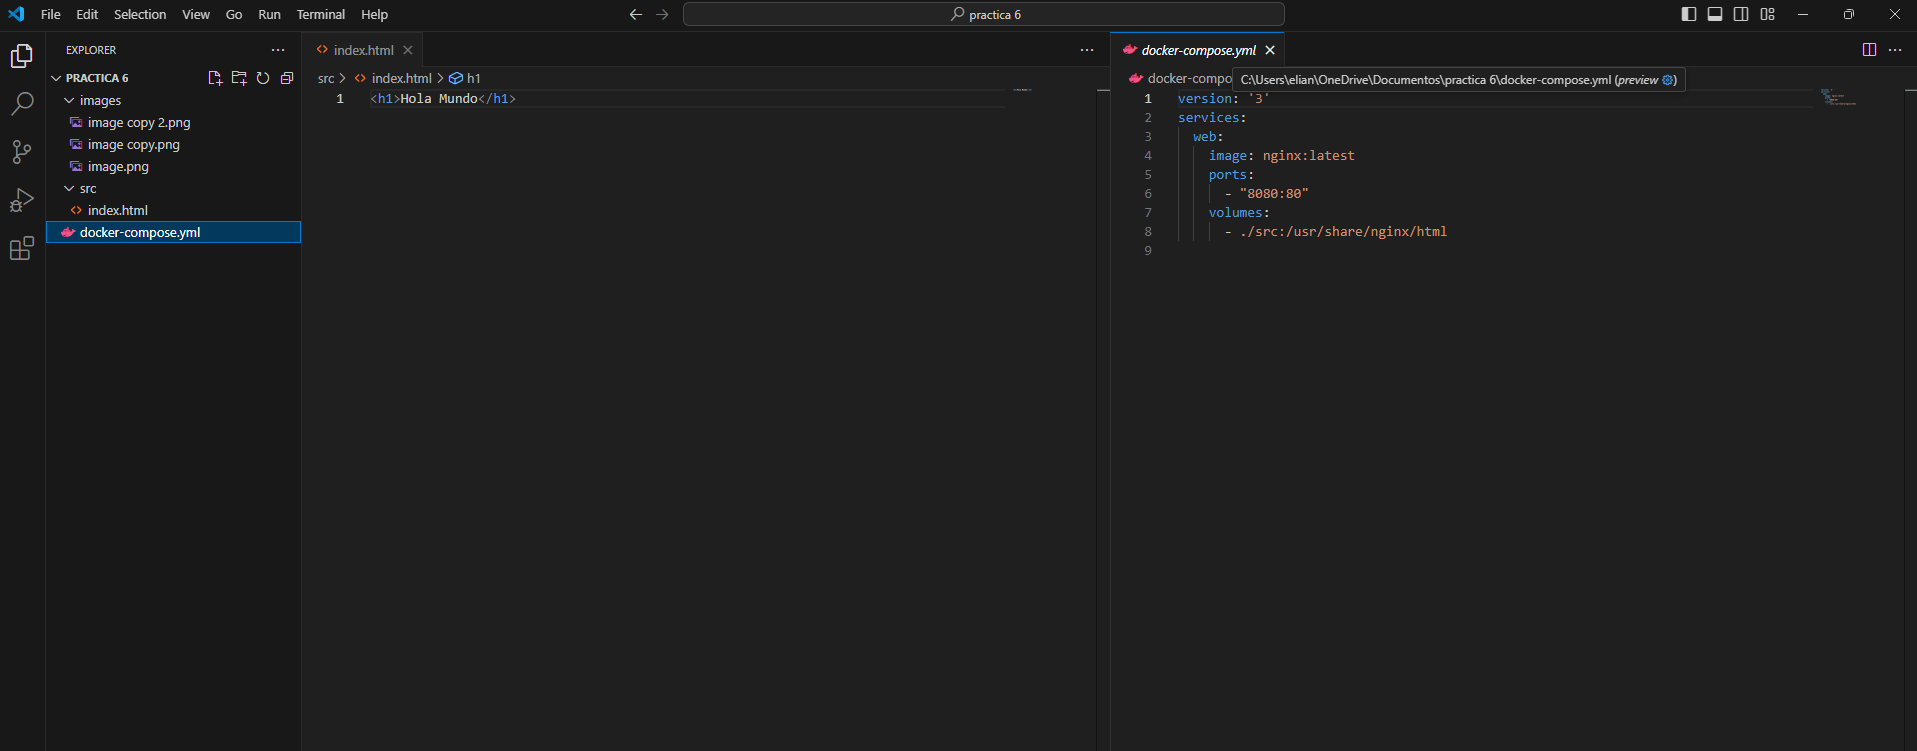 File Edit Selection View Go Run Terminal Help
practica 6
EXPLORER
PRACTICA 6
images
image copy 2.png
image copy.png
image.png
src
index.html
docker-compose.yml
index.html
src > index.html > h1
1 <h1>Hola Mundo</h1>
docker-compose.yml
docker-compo
C:\Users\elian\OneDrive\Documentos\practica 6\docker-compose.yml (preview)
1 version: '3'
2 services:
3 web:
4 image: nginx:latest
5 ports:
6 - "8080:80"
7 volumes:
8 - ./src:/usr/share/nginx/html
9